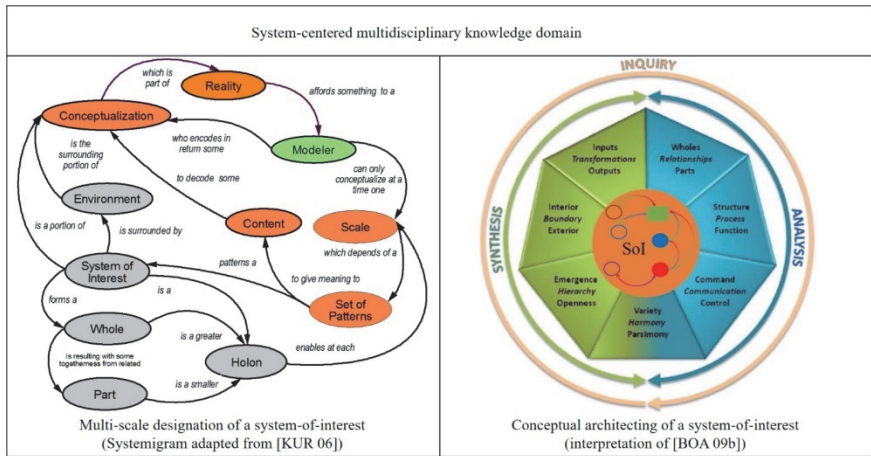 System-centered multidisciplinary knowledge domain
which is
part of
Reality
affords something to a
Conceptualization
who encodes in
return some
Modeler
is the
surrounding
portion of
to decode some
can only
conceptualize at a
time one
Environment
Content
Scale
is a portion of
is surrounded by
which depends of a
patterns a
System of
Interest
to give meaning to
is a
Set of
Patterns
forms a
Whole
is a greater
is resulting with some
togetherness from related
Holon
enables at each
is a smaller
Part
Multi-scale designation of a system-of-interest
(Systemigram adapted from [KUR 06])
INQUIRY
SYNTHESIS
ANALYSIS
Inputs
Transformations
Outputs
Wholes
Relationships
Parts
Interior
Boundary
Exterior
Structure
Process
Function
SoI
Emergence
Hierarchy
Openness
Command
Communication
Control
Variety
Harmony
Parsimony
Conceptual architecting of a system-of-interest
(interpretation of [BOA 09b])